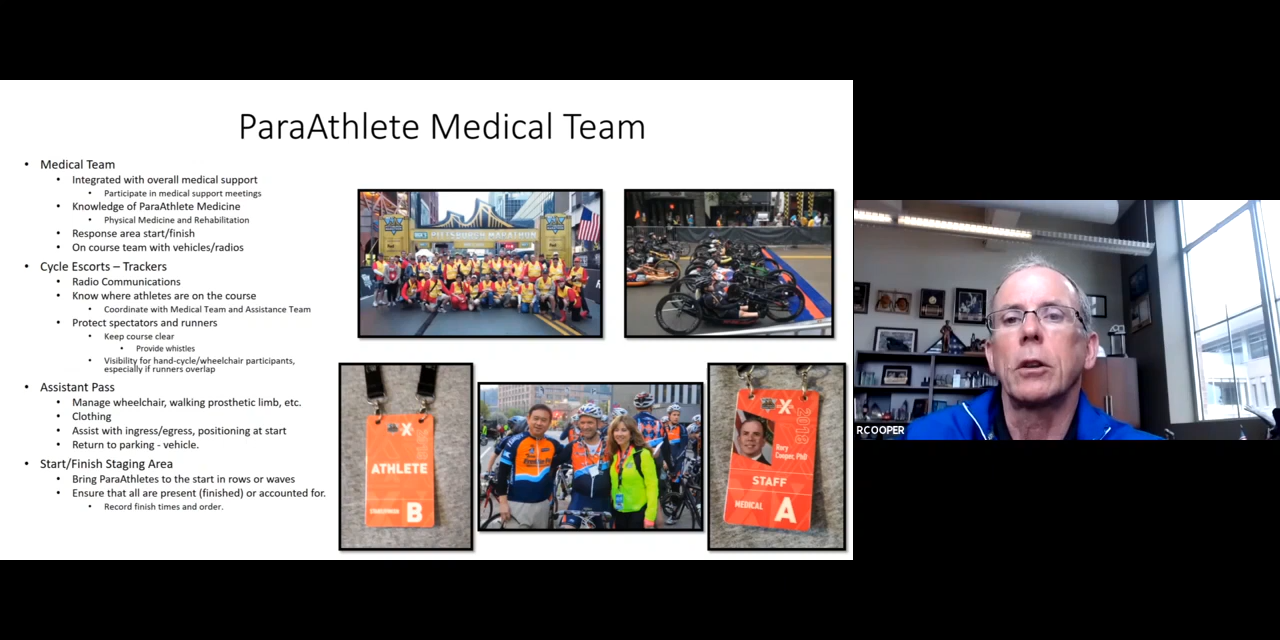 ParaAthlete Medical Team
• Medical Team
• Integrated with overall medical support
• Participate in medical support meetings
• Knowledge of ParaAthlete Medicine
• Physical Medicine and Rehabilitation
• Response area start/finish
• On course team with vehicles/radios
• Cycle Escorts – Trackers
• Radio Communications
• Know where athletes are on the course
• Coordinate with Medical Team and Assistance Team
• Protect spectators and runners
• Keep course clear
• Provide whistles
• Visibility for hand-cycle/wheelchair participants,
especially if runners overlap
• Assistant Pass
• Manage wheelchair, walking prosthetic limb, etc.
• Clothing
• Assist with ingress/egress, positioning at start
• Return to parking - vehicle.
• Start/Finish Staging Area
• Bring ParaAthletes to the start in rows or waves
• Ensure that all are present (finished) or accounted for.
• Record finish times and order.
PITTSBURGH MARATHON
X
ATHLETE
B
X
2018
Rory
Cooper, PhD
STAFF
MEDICAL
A
RCOOPER